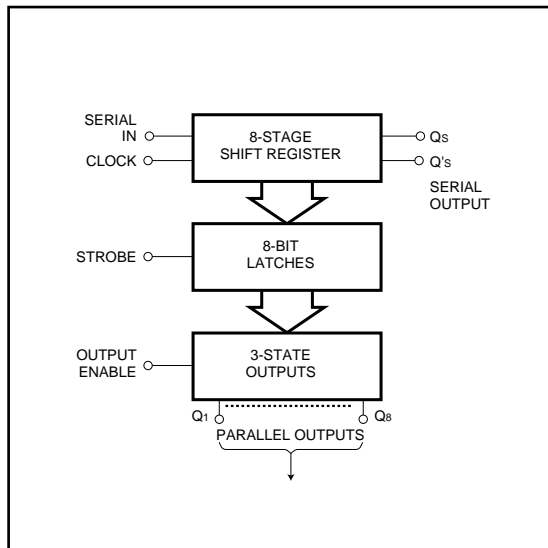 SERIAL
IN
CLOCK
8-STAGE
SHIFT REGISTER
QS
Q's
SERIAL
OUTPUT
STROBE
8-BIT
LATCHES
OUTPUT
ENABLE
3-STATE
OUTPUTS
Q1
Q8
PARALLEL OUTPUTS